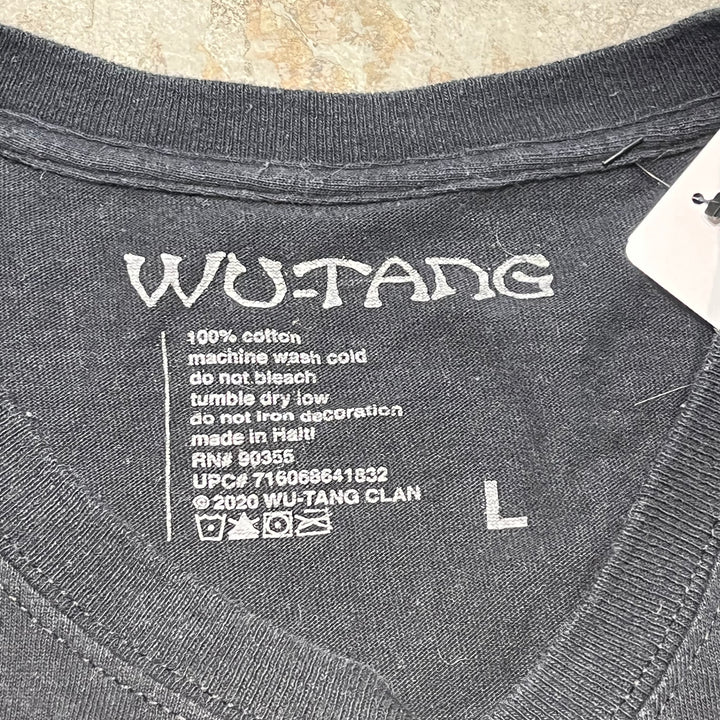 WU-TANG
100% cotton
machine wash cold
do not bleach
tumble dry low
do not iron decoration
made in Haiti
RN# 90355
UPC# 716068641832
© 2020 WU-TANG CLAN
L